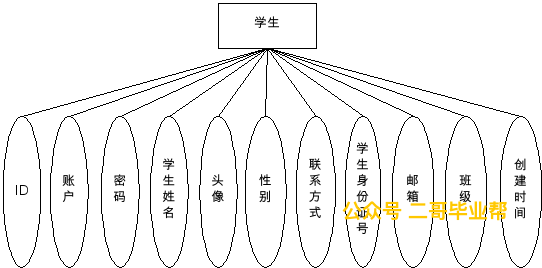 学生
ID
账户
密码
学生姓名
头像
性别
联系方式
学生身份证号
邮箱
班级
创建时间
公众号 二哥毕业帮